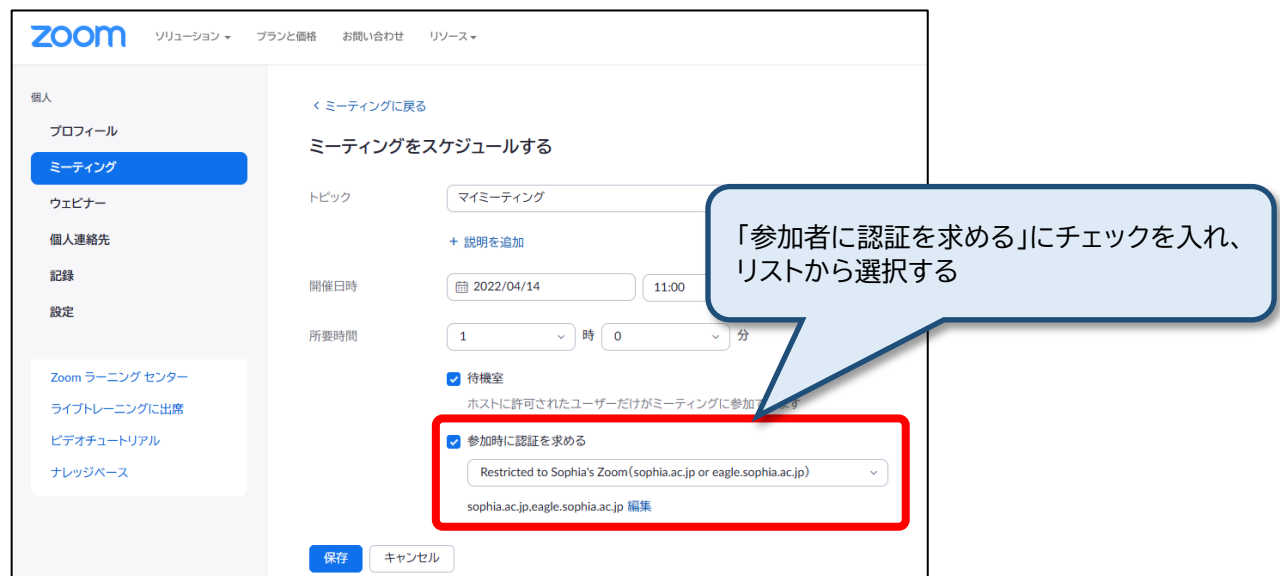 zoom ソリューション プランと価格 お問い合わせ リソース
個人
プロフィール
ミーティング
ウェビナー
個人連絡先
記録
設定
Zoom ラーニング センター
ライブトレーニングに出席
ビデオチュートリアル
ナレッジベース
< ミーティングに戻る
ミーティングをスケジュールする
トピック マイミーティング
+ 説明を追加
開催日時 2022/04/14 11:00
所要時間 1 時 0 分
待機室
ホストに許可されたユーザーだけがミーティングに参加できます
参加時に認証を求める
Restricted to Sophia's Zoom(sophia.ac.jp or eagle.sophia.ac.jp)
sophia.ac.jp,eagle.sophia.ac.jp 編集
保存 キャンセル
「参加者に認証を求める」にチェックを入れ、
リストから選択する